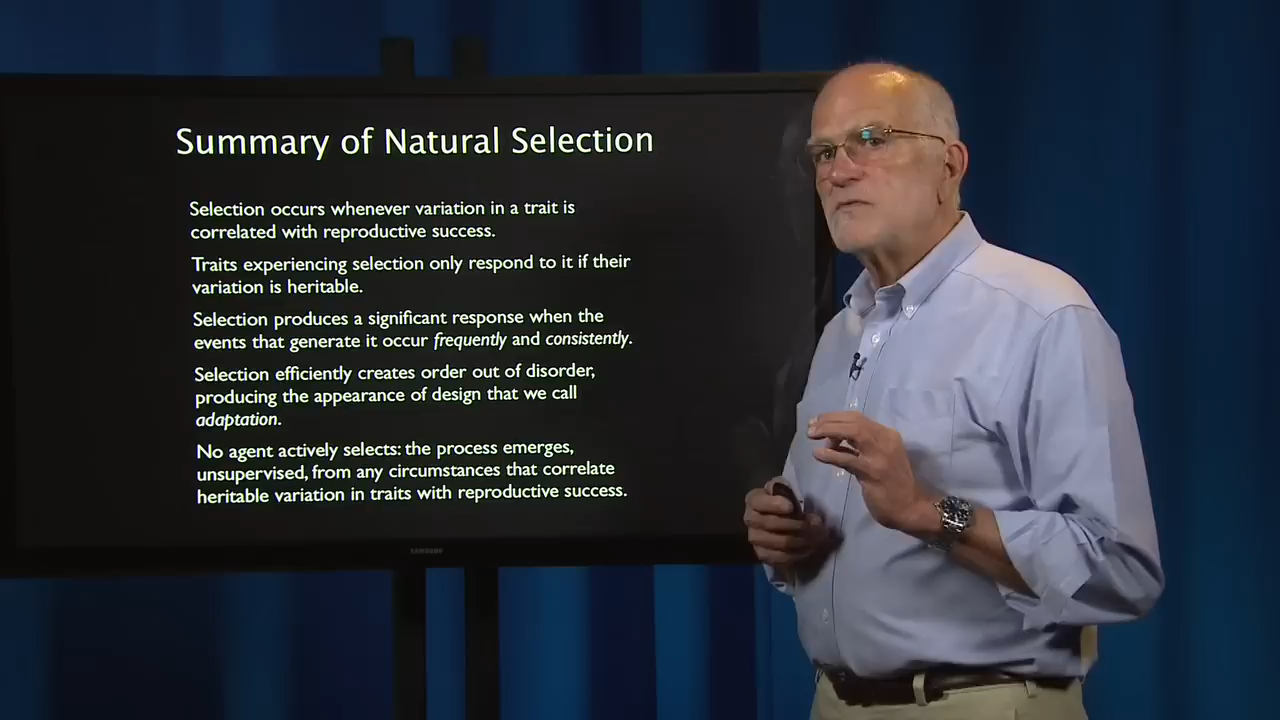 Summary of Natural Selection
Selection occurs whenever variation in a trait is
correlated with reproductive success.
Traits experiencing selection only respond to it if their
variation is heritable.
Selection produces a significant response when the
events that generate it occur frequently and consistently.
Selection efficiently creates order out of disorder,
producing the appearance of design that we call
adaptation.
No agent actively selects: the process emerges,
unsupervised, from any circumstances that correlate
heritable variation in traits with reproductive success.
SAMSUNG